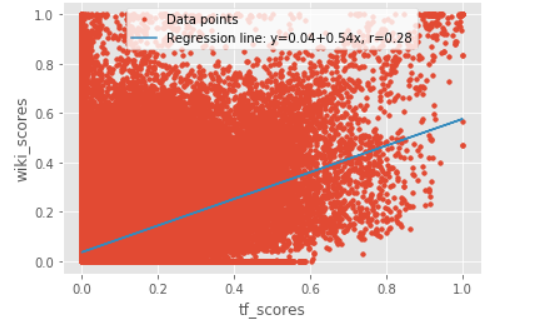 Data points
Regression line: y=0.04+0.54x, r=0.28
1.0
0.8
0.6
0.4
0.2
0.0
wiki_scores
0.0 0.2 0.4 0.6 0.8 1.0
tf_scores